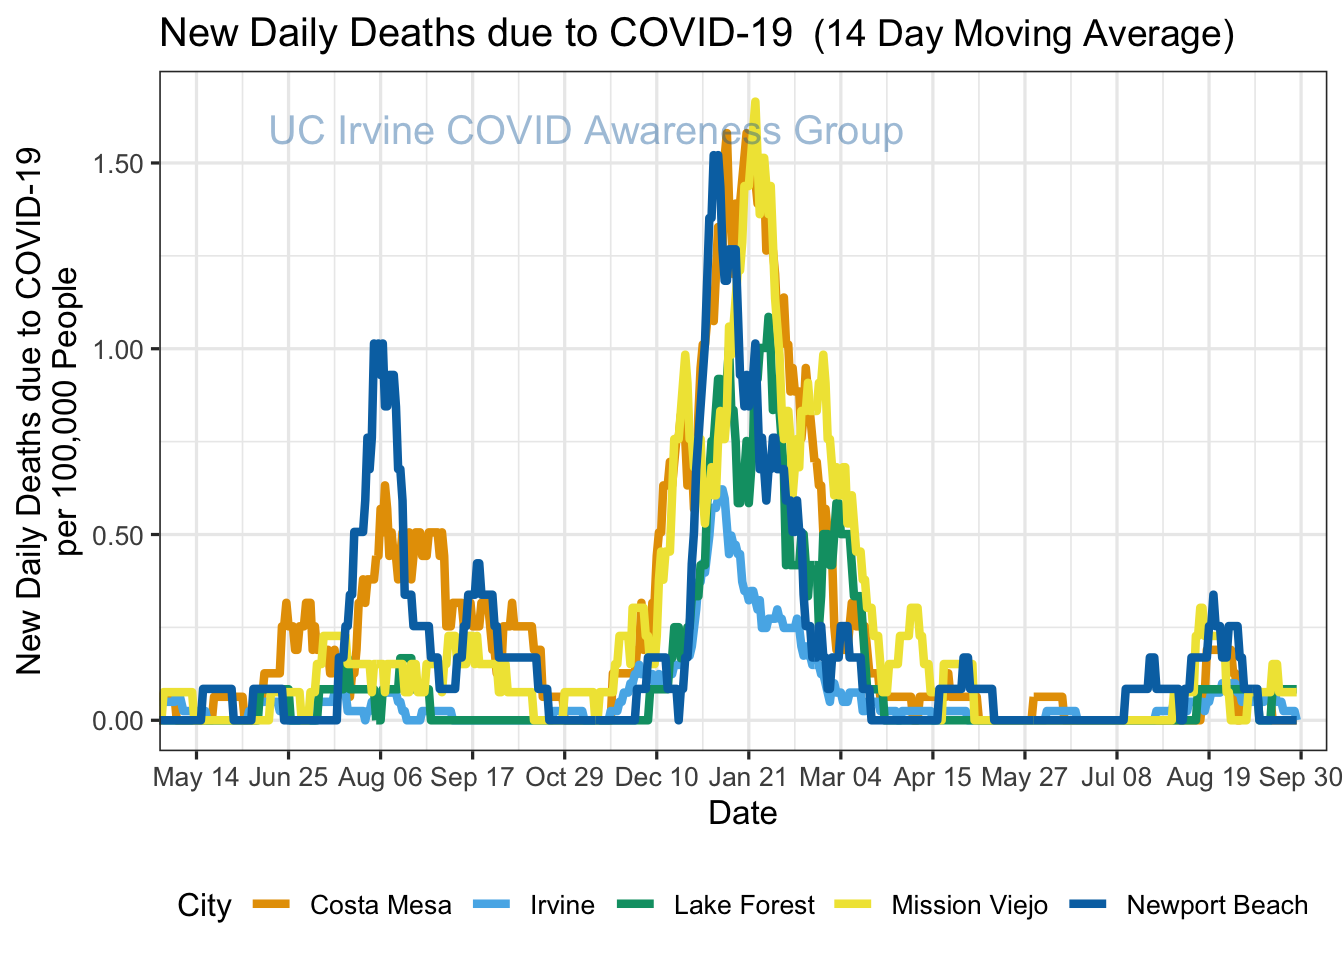 New Daily Deaths due to COVID-19 (14 Day Moving Average)
UC Irvine COVID Awareness Group
New Daily Deaths due to COVID-19
per 100,000 People
1.50
1.00
0.50
0.00
May 14 Jun 25 Aug 06 Sep 17 Oct 29 Dec 10 Jan 21 Mar 04 Apr 15 May 27 Jul 08 Aug 19 Sep 30
Date
City Costa Mesa Irvine Lake Forest Mission Viejo Newport Beach